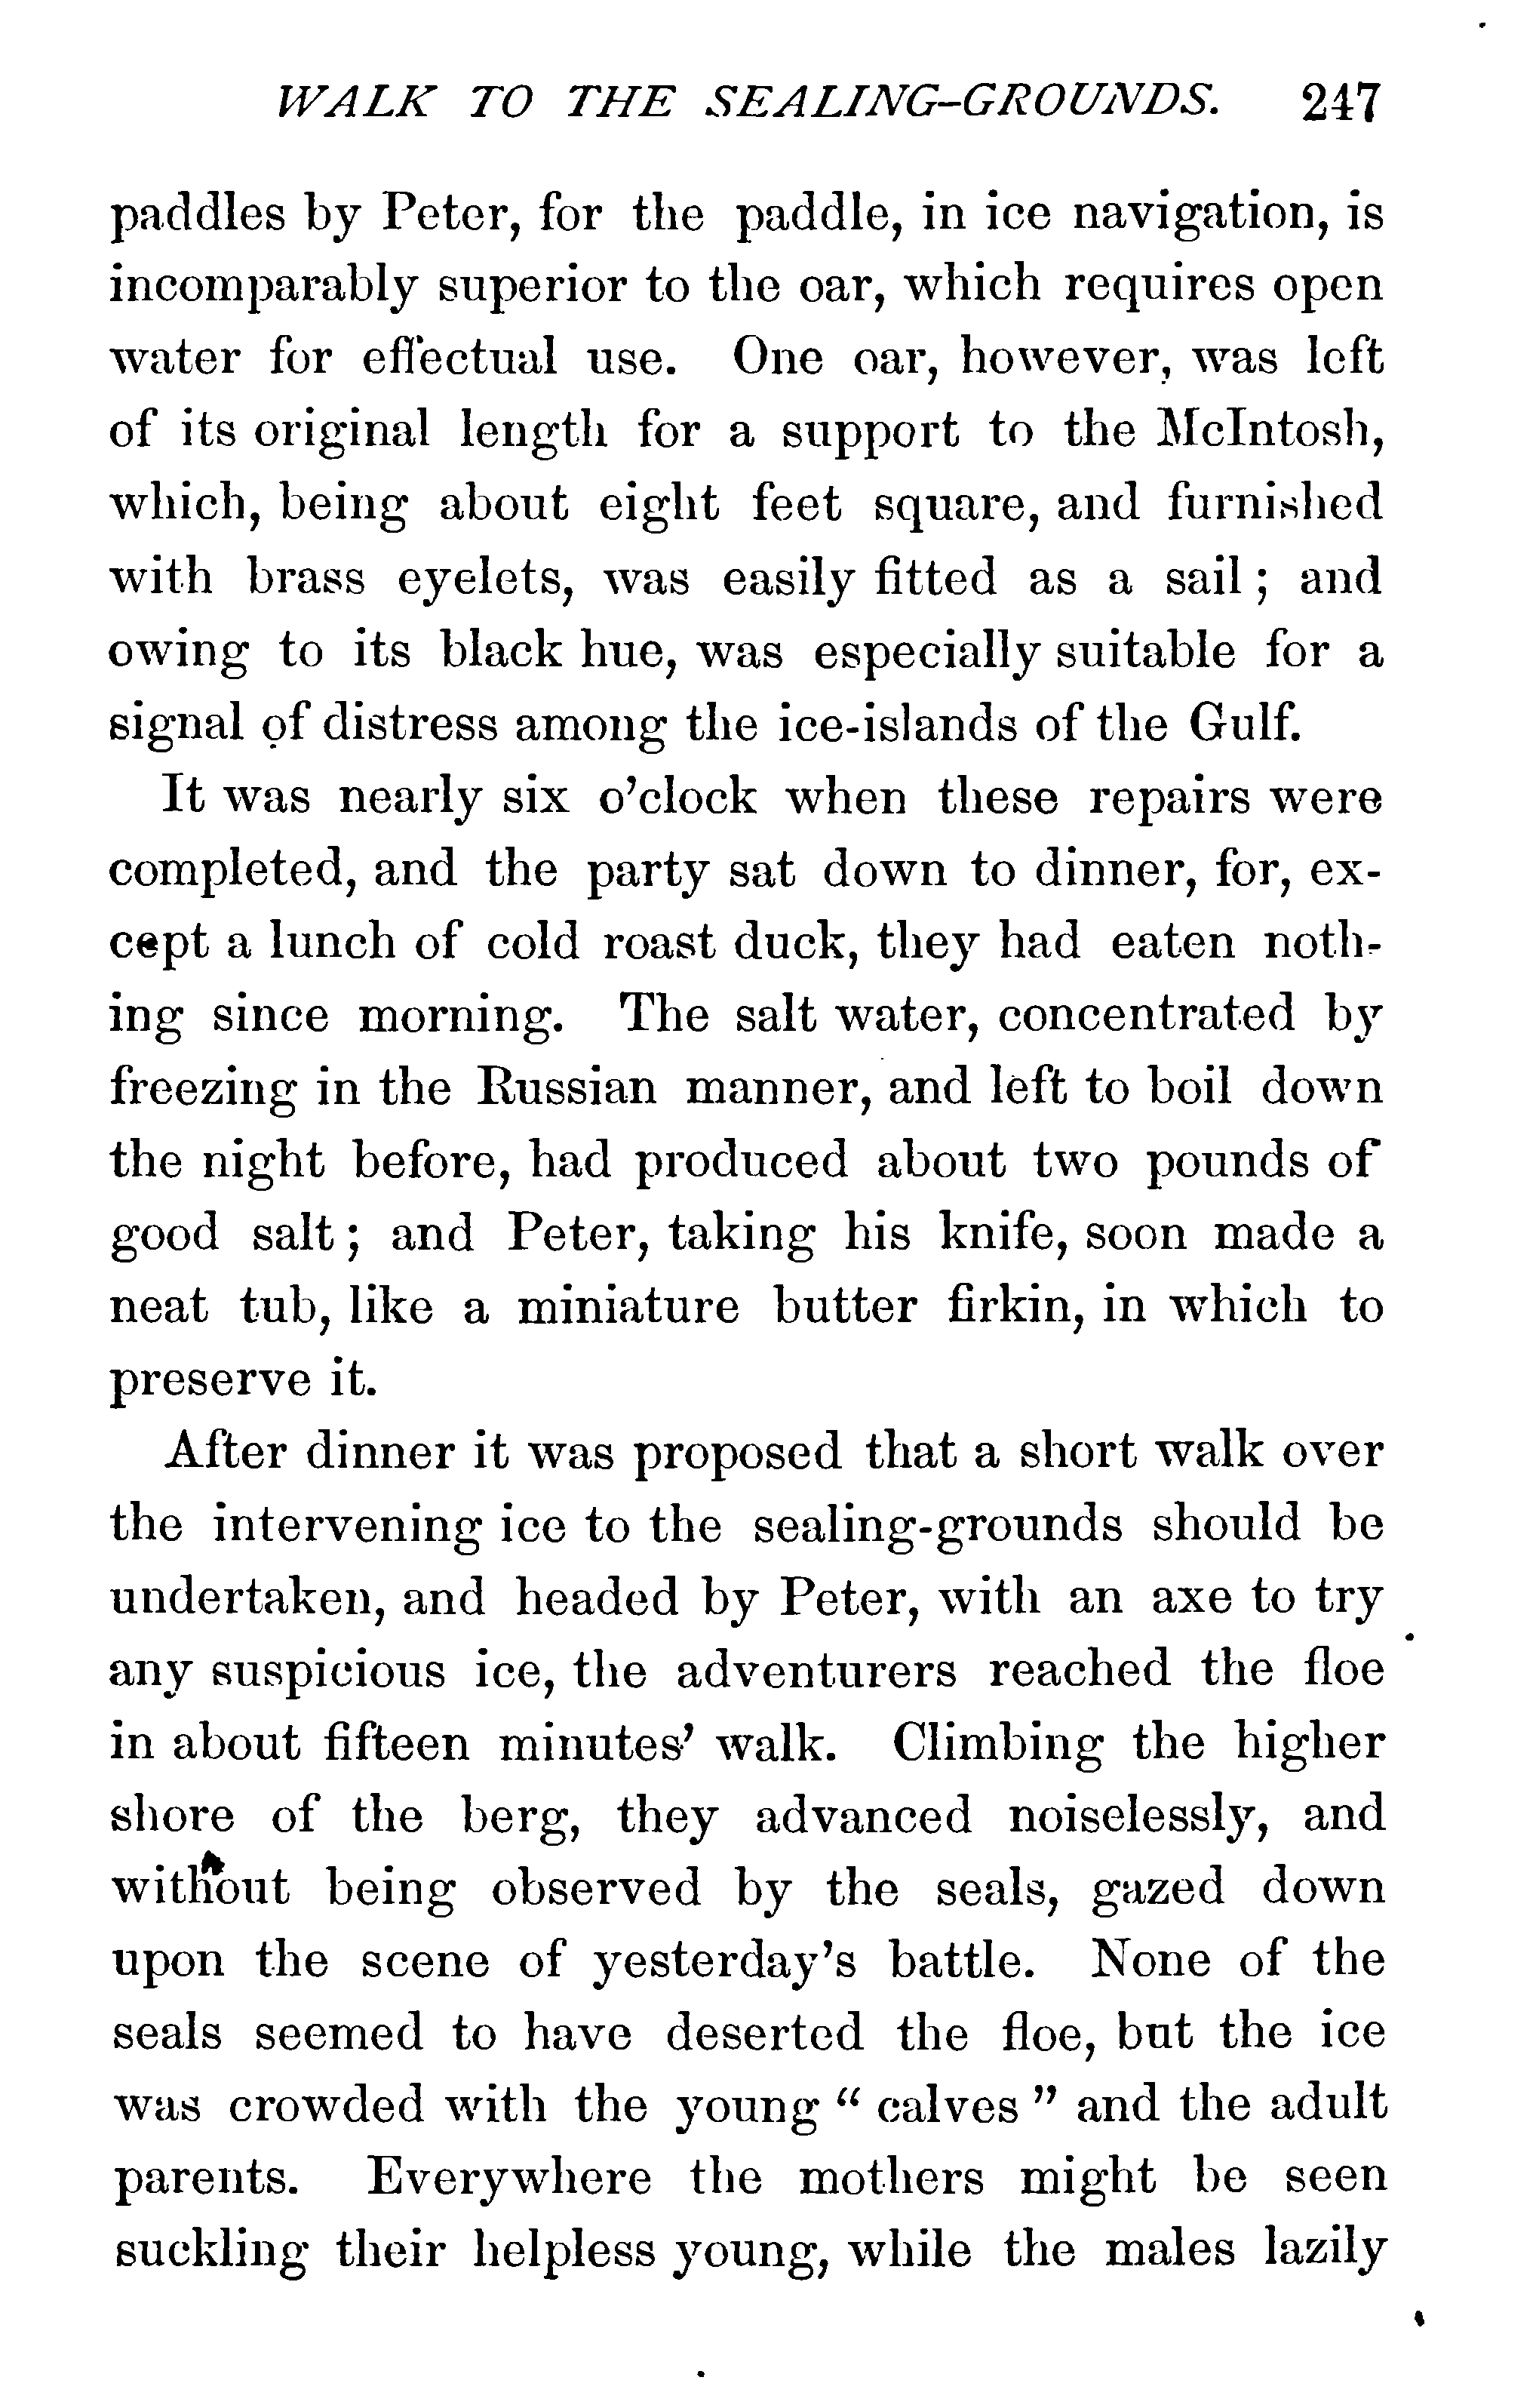 WALK TO THE SEALING-GROUNDS. 247
paddles by Peter, for the paddle, in ice navigation, is
incomparably superior to the oar, which requires open
water for effectual use. One oar, however, was left
of its original length for a support to the McIntosh,
which, being about eight feet square, and furnished
with brass eyelets, was easily fitted as a sail; and
owing to its black hue, was especially suitable for a
signal of distress among the ice-islands of the Gulf.
It was nearly six o'clock when these repairs were
completed, and the party sat down to dinner, for, ex-
cept a lunch of cold roast duck, they had eaten noth-
ing since morning. The salt water, concentrated by
freezing in the Russian manner, and left to boil down
the night before, had produced about two pounds of
good salt; and Peter, taking his knife, soon made a
neat tub, like a miniature butter firkin, in which to
preserve it.
After dinner it was proposed that a short walk over
the intervening ice to the sealing-grounds should be
undertaken, and headed by Peter, with an axe to try
any suspicious ice, the adventurers reached the floe
in about fifteen minutes' walk. Climbing the higher
shore of the berg, they advanced noiselessly, and
without being observed by the seals, gazed down
upon the scene of yesterday's battle. None of the
seals seemed to have deserted the floe, but the ice
was crowded with the young "calves" and the adult
parents. Everywhere the mothers might be seen
suckling their helpless young, while the males lazily